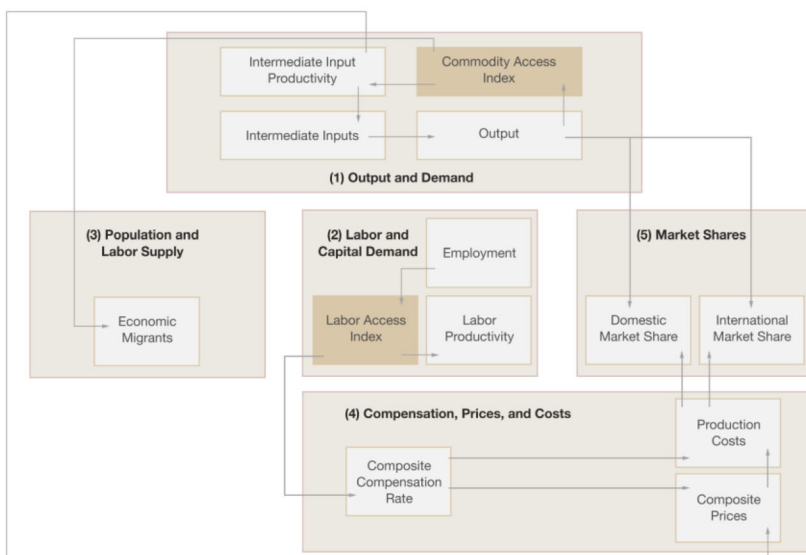 Intermediate Input
Productivity
Commodity Access
Index
Intermediate Inputs
Output
(1) Output and Demand
(3) Population and
Labor Supply
Economic
Migrants
(2) Labor and
Capital Demand
Employment
Labor Access
Index
Labor
Productivity
(5) Market Shares
Domestic
Market Share
International
Market Share
(4) Compensation, Prices, and Costs
Production
Costs
Composite
Compensation
Rate
Composite
Prices